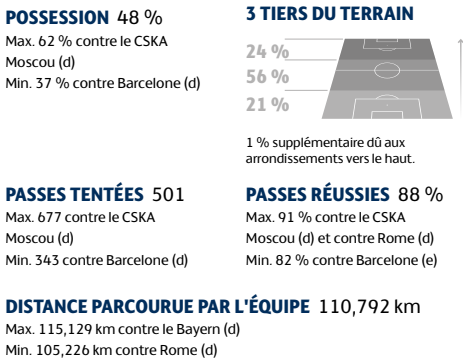 POSSESSION 48 %
Max. 62 % contre le CSKA
Moscou (d)
Min. 37 % contre Barcelone (d)
3 TIERS DU TERRAIN
24 %
56 %
21 %
1 % supplémentaire dû aux
arrondissements vers le haut.
PASSES TENTÉES 501
Max. 677 contre le CSKA
Moscou (d)
Min. 343 contre Barcelone (d)
PASSES RÉUSSIES 88 %
Max. 91 % contre le CSKA
Moscou (d) et contre Rome (d)
Min. 82 % contre Barcelone (e)
DISTANCE PARCOURUE PAR L'ÉQUIPE 110,792 km
Max. 115,129 km contre le Bayern (d)
Min. 105,226 km contre Rome (d)